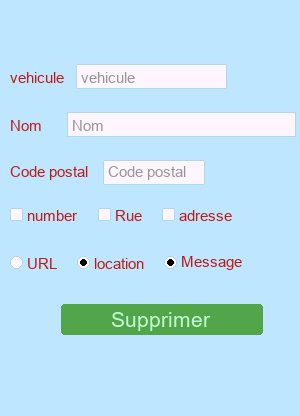 vehicule vehicule
Nom Nom
Code postal Code postal
number Rue adresse
URL location Message
Supprimer